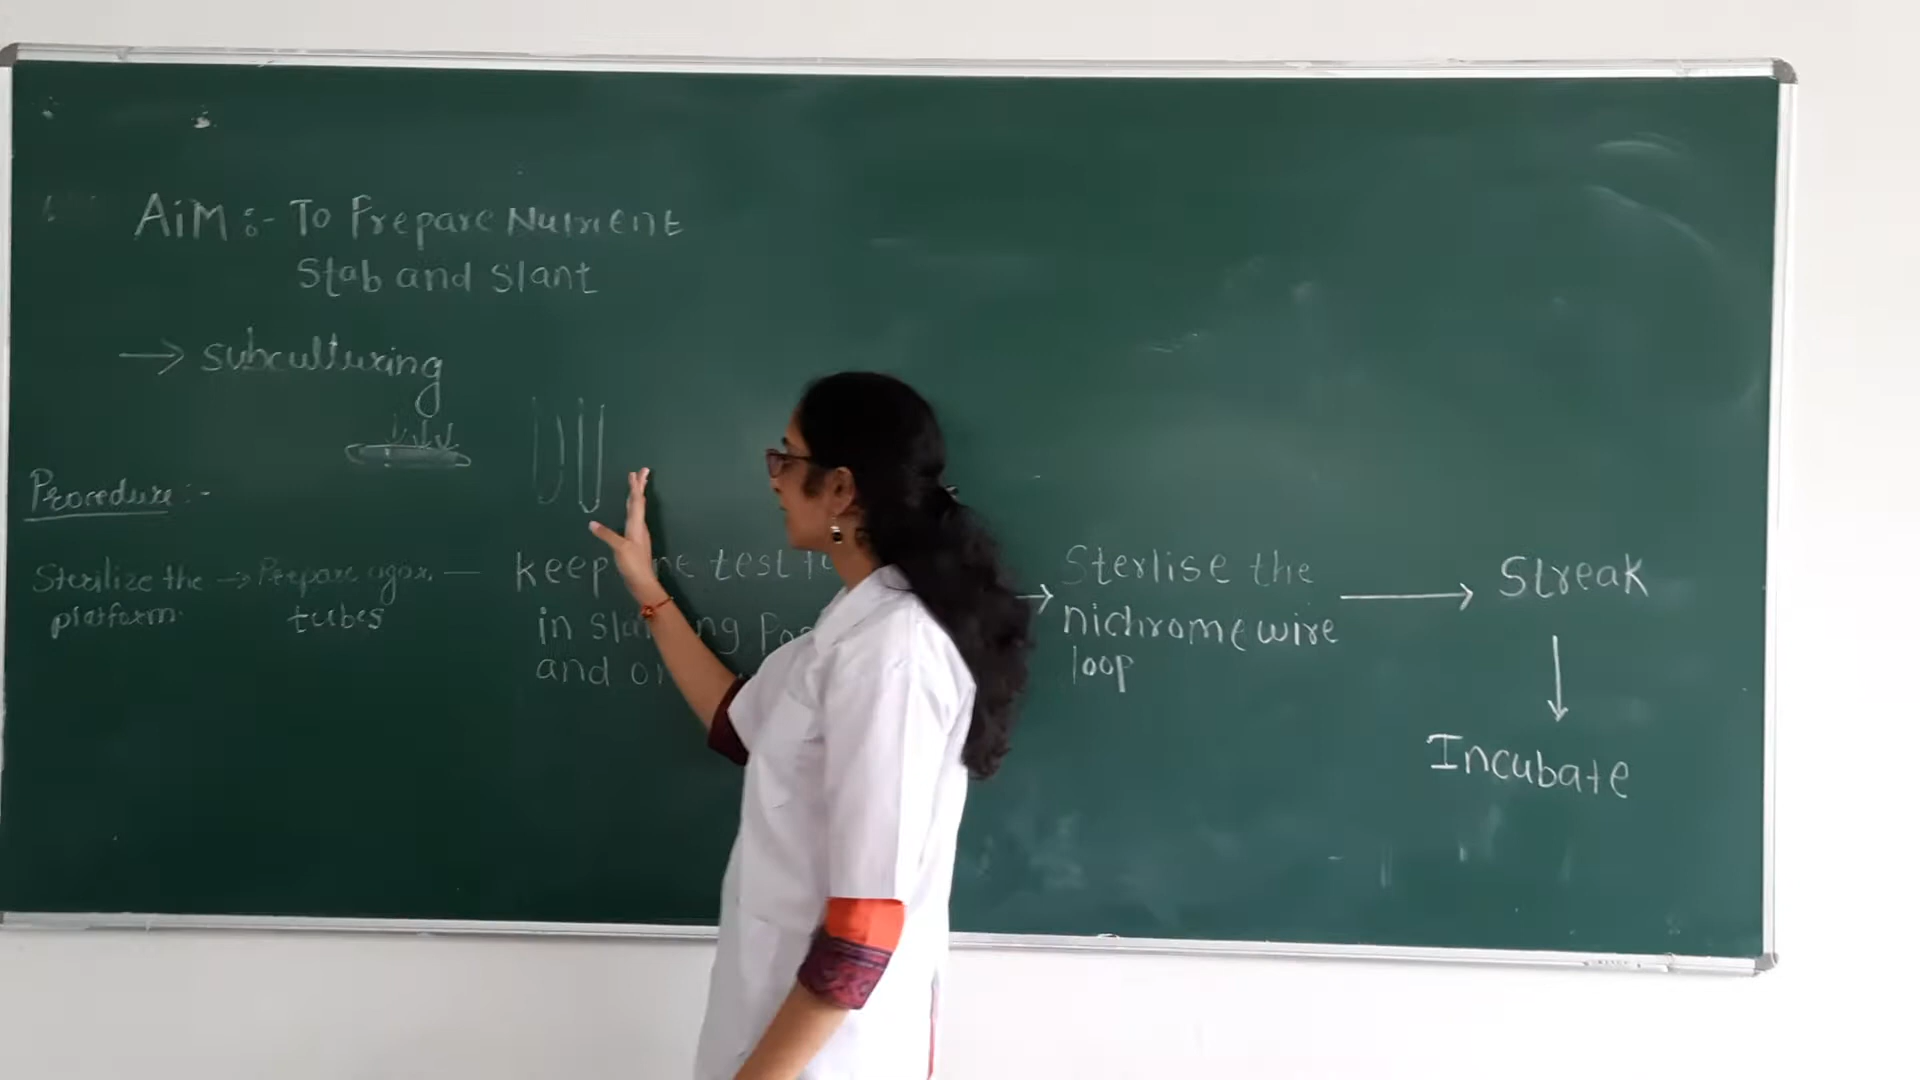 AiM :- To Prepare Nutrient
Stab and Slant
→ subculturing
Procedure :-
Sterilize the → Prepare agar —
platform. tubes
keep test
in
and
→ Sterlise the
nichrome wire
loop
→ Streak
↓
Incubate